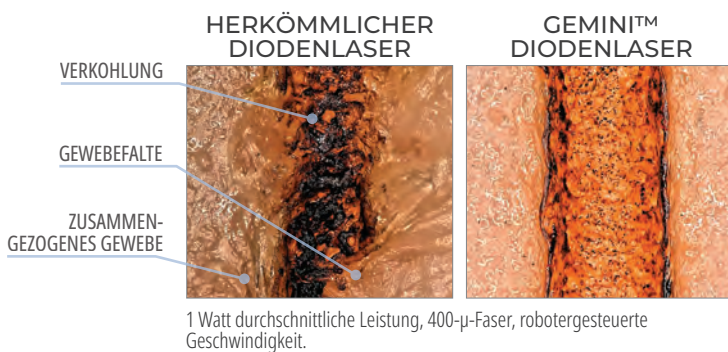 HERKÖMMLICHER
DIODENLASER
GEMINI™
DIODENLASER
VERKOHLUNG
GEWEBEFALTE
ZUSAMMEN-
GEZOGENES GEWEBE
1 Watt durchschnittliche Leistung, 400-µ-Faser, robotergesteuerte
Geschwindigkeit.